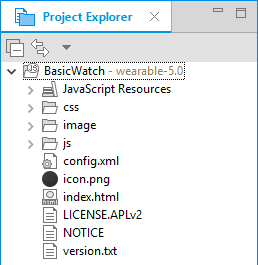 Project Explorer
BasicWatch - wearable-5.0
JavaScript Resources
css
image
js
config.xml
icon.png
index.html
LICENSE.APLv2
NOTICE
version.txt